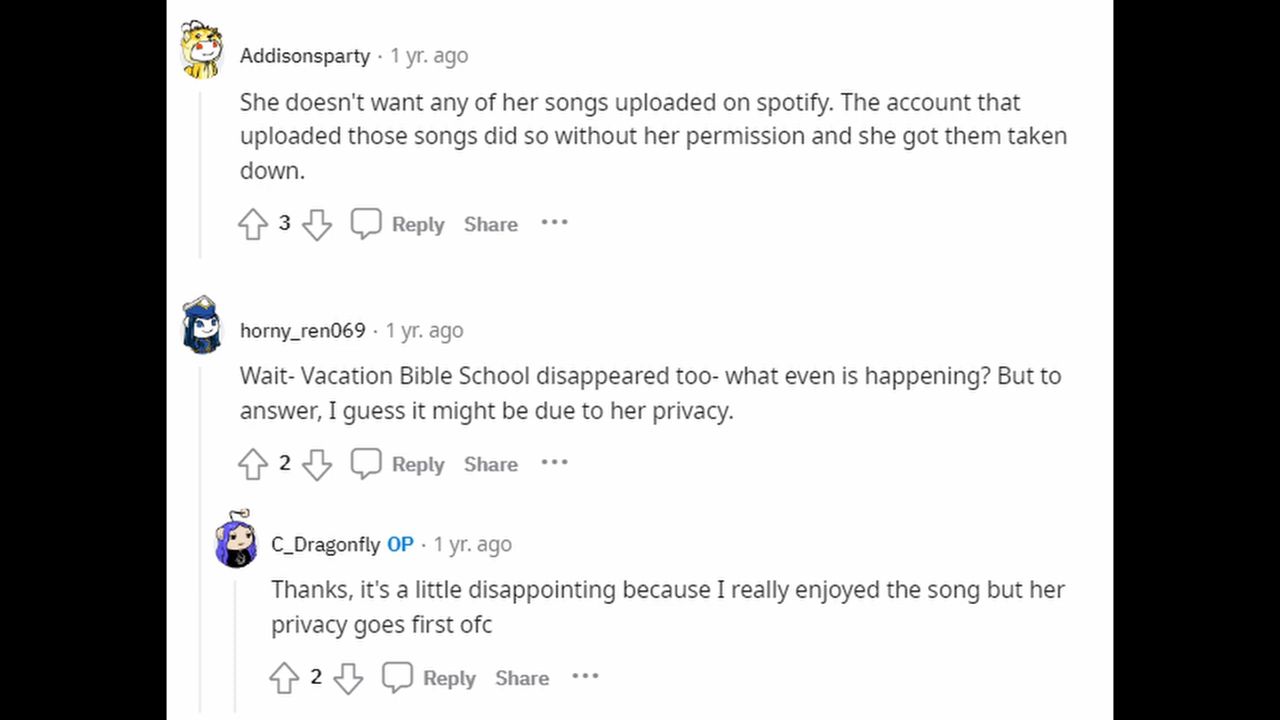 Addisonsparty · 1 yr. ago
She doesn't want any of her songs uploaded on spotify. The account that
uploaded those songs did so without her permission and she got them taken
down.
3 Reply Share ···
horny_ren069 · 1 yr. ago
Wait- Vacation Bible School disappeared too- what even is happening? But to
answer, I guess it might be due to her privacy.
2 Reply Share ···
C_Dragonfly OP · 1 yr. ago
Thanks, it's a little disappointing because I really enjoyed the song but her
privacy goes first ofc
2 Reply Share ···